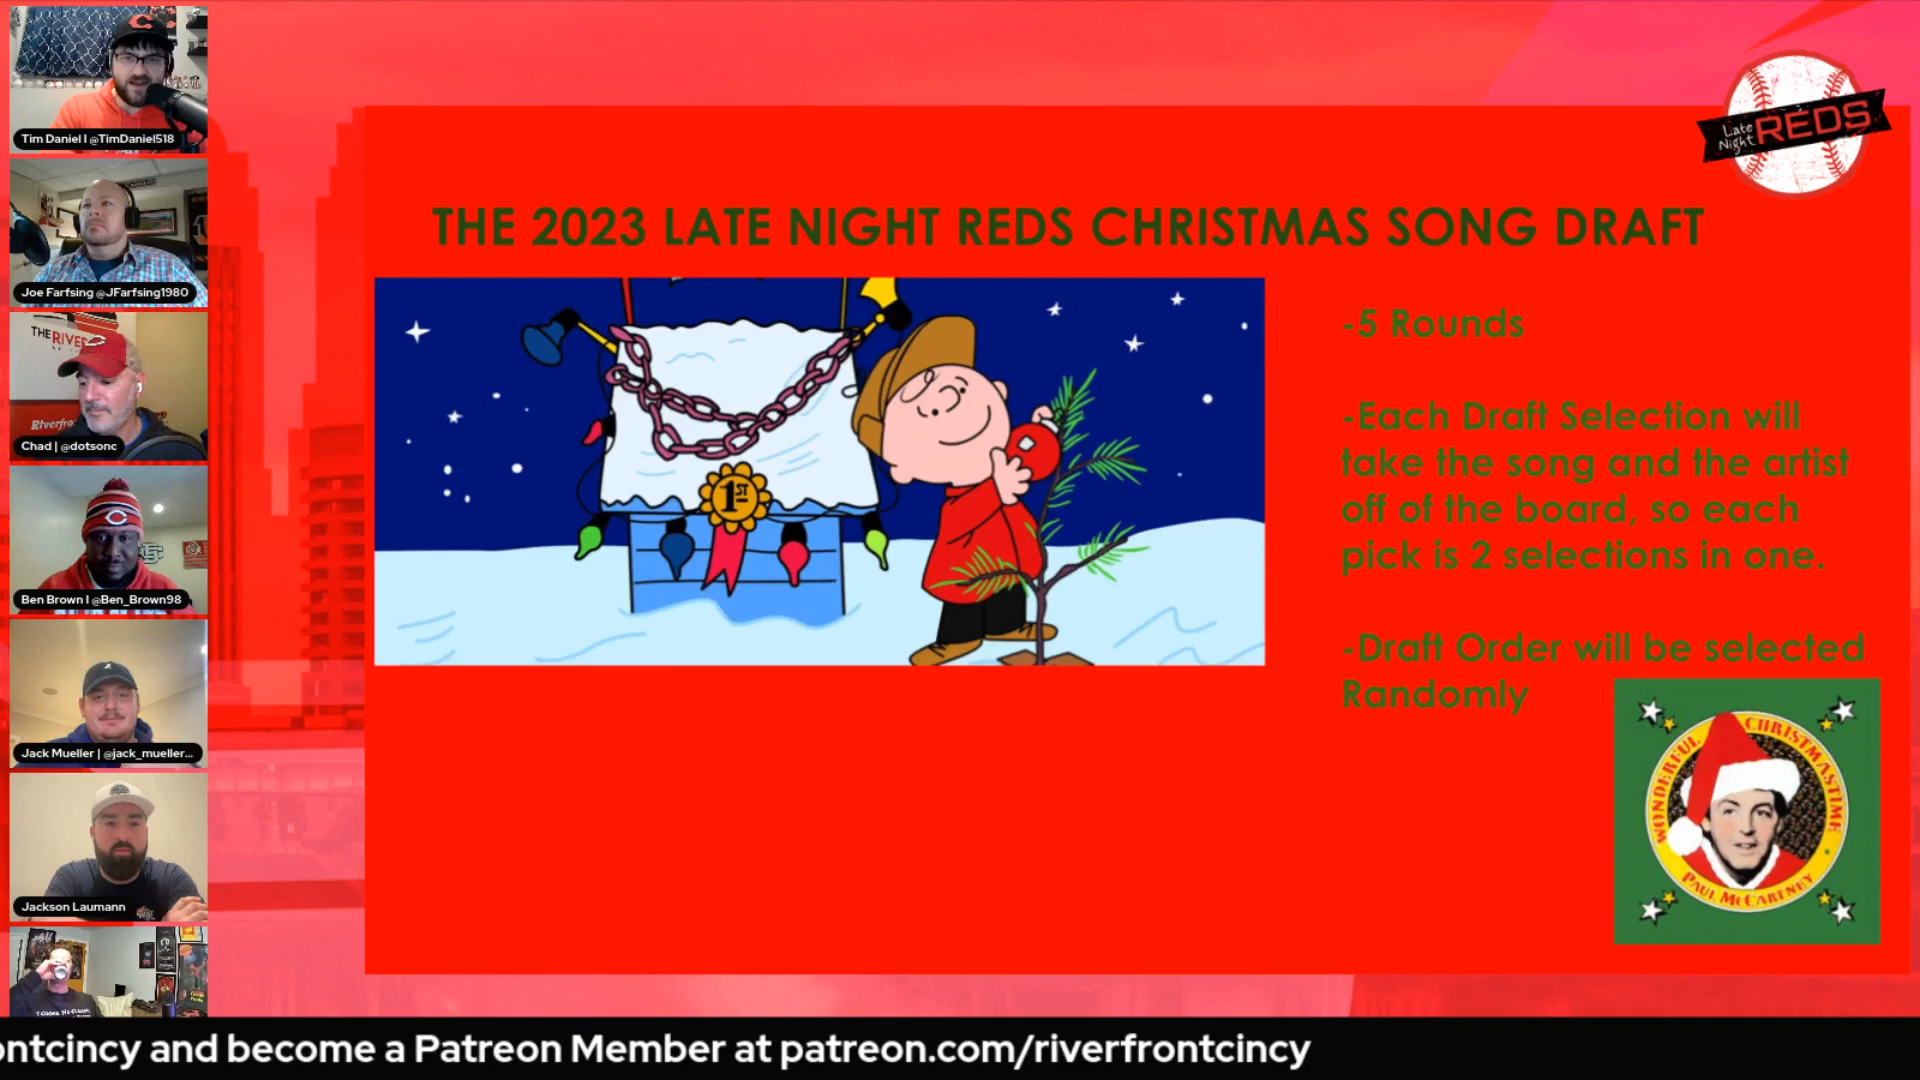 Tim Daniel | @TimDaniel518
Joe Farfsing @JFarfsing1980
THE RIVER
Riverfro
Chad | @dotsonc
Ben Brown | @Ben_Brown98
Jack Mueller | @jack_mueller...
Jackson Laumann
Late Night REDS
THE 2023 LATE NIGHT REDS CHRISTMAS SONG DRAFT
1ST
-5 Rounds
-Each Draft Selection will
take the song and the artist
off of the board, so each
pick is 2 selections in one.
-Draft Order will be selected
Randomly
WONDERFUL CHRISTMASTIME
PAUL McCARTNEY
ontcincy and become a Patreon Member at patreon.com/riverfrontcincy